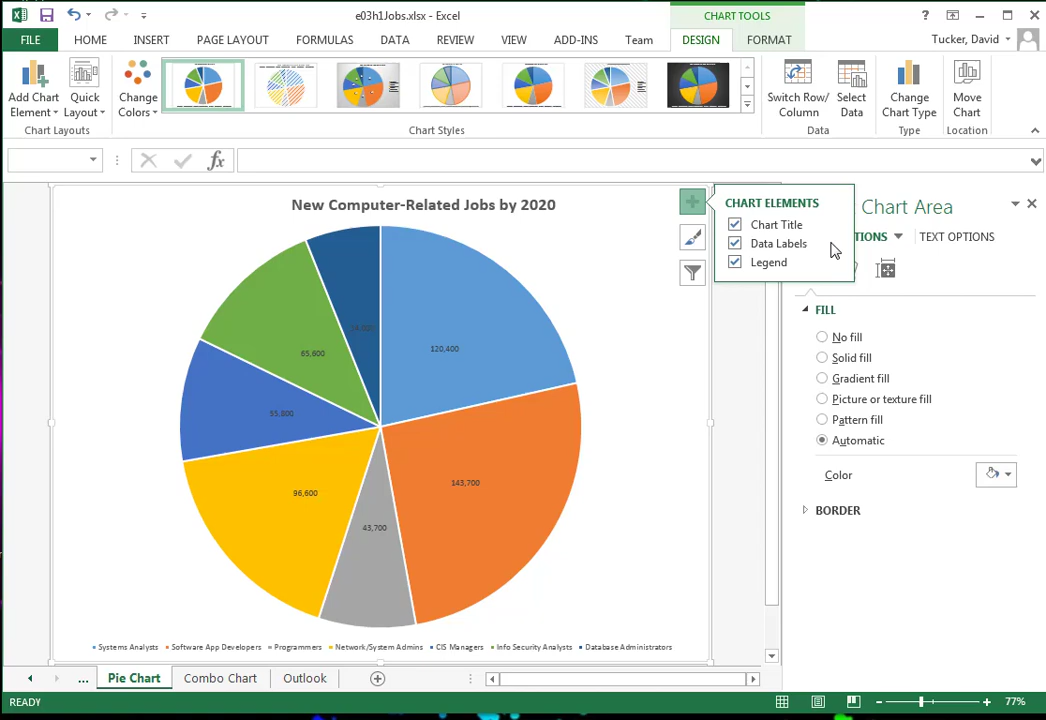 e03h1Jobs.xlsx - Excel
CHART TOOLS
?
FILE HOME INSERT PAGE LAYOUT FORMULAS DATA REVIEW VIEW ADD-INS Team DESIGN FORMAT Tucker, David
Add Chart Element
Quick Layout
Change Colors
Switch Row/ Column
Select Data
Change Chart Type
Move Chart
Chart Layouts Chart Styles Data Type Location
fx
New Computer-Related Jobs by 2020
120,400
143,700
43,700
96,600
55,800
65,600
Systems Analysts Software App Developers Programmers Network/System Admins CIS Managers Info Security Analysts Database Administrators
CHART ELEMENTS
Chart Title
Data Labels
Legend
Chart Area
TIONS TEXT OPTIONS
FILL
No fill
Solid fill
Gradient fill
Picture or texture fill
Pattern fill
Automatic
Color
BORDER
... Pie Chart Combo Chart Outlook
READY 77%